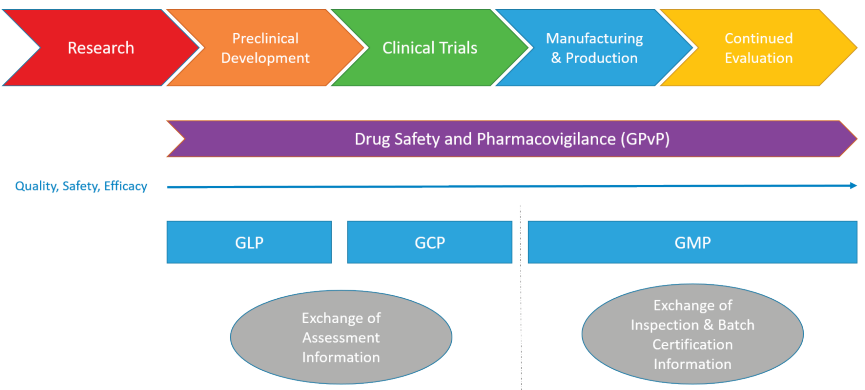 Research
Preclinical
Development
Clinical Trials
Manufacturing
& Production
Continued
Evaluation
Drug Safety and Pharmacovigilance (GPvP)
Quality, Safety, Efficacy
GLP
GCP
GMP
Exchange of
Assessment
Information
Exchange of
Inspection & Batch
Certification
Information